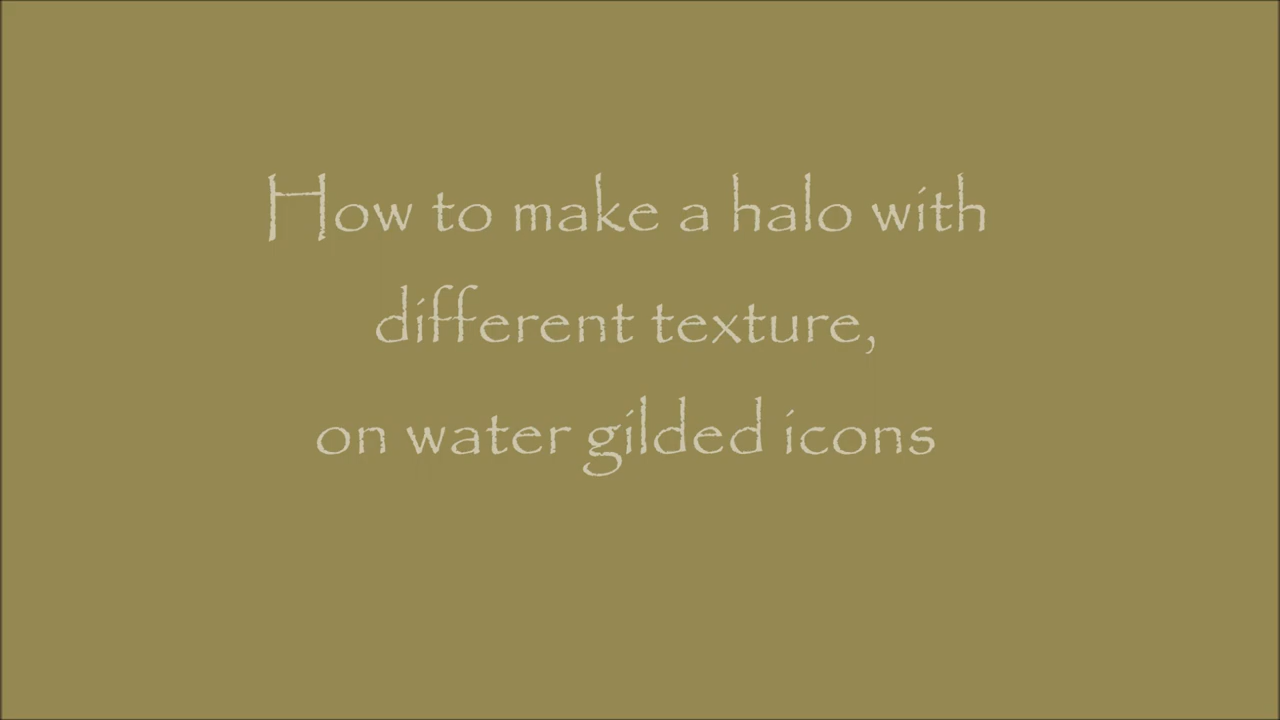 How to make a halo with
different texture,
on water gilded icons